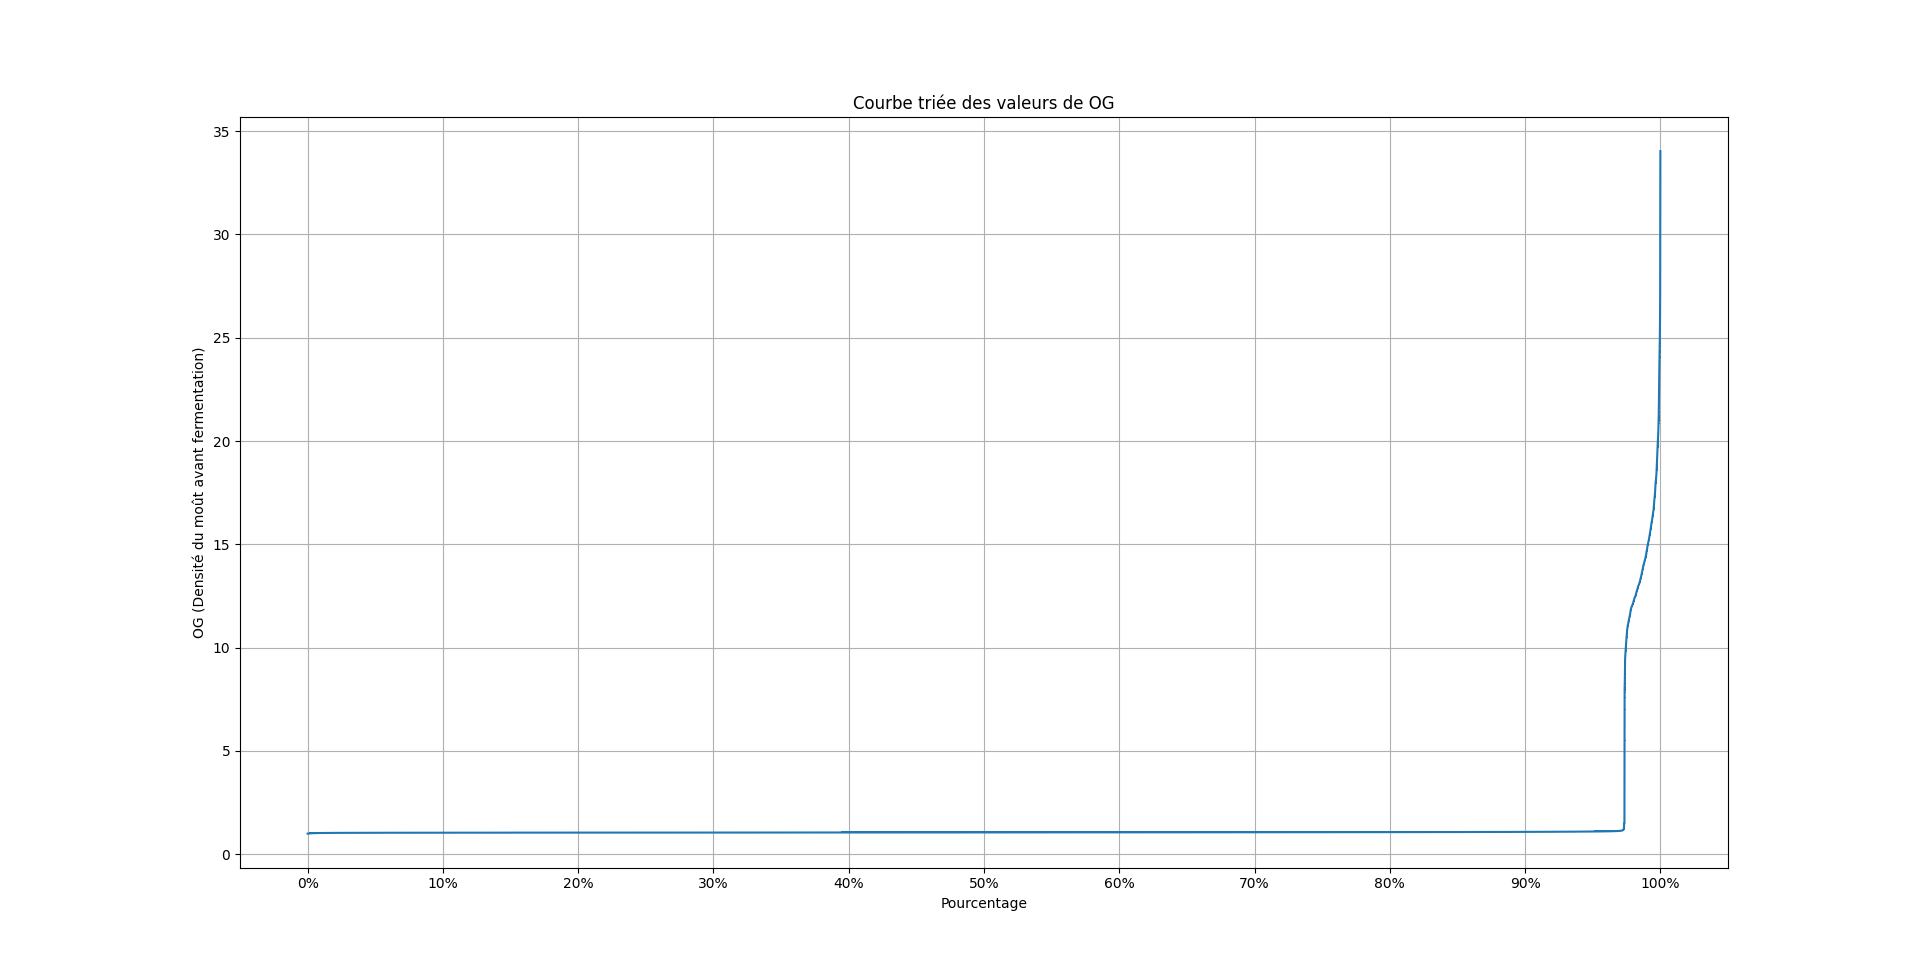 Courbe triée des valeurs de OG
35
30
25
20
15
10
5
0
OG (Densité du moût avant fermentation)
0% 10% 20% 30% 40% 50% 60% 70% 80% 90% 100%
Pourcentage